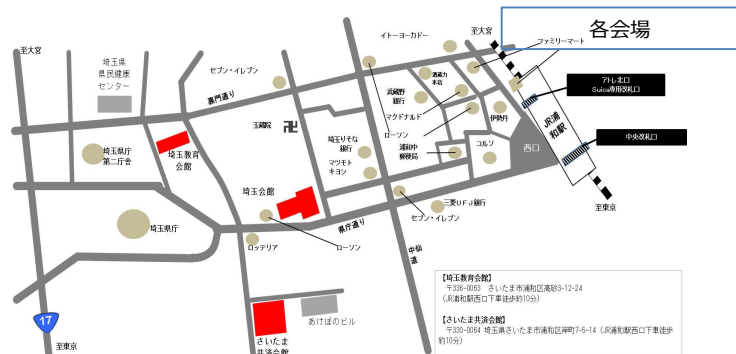 各会場
至大宮
イトーヨーカドー
ファミリーマート
至大宮
埼玉県
県民健康
センター
セブン・イレブン
酒蔵力
本店
武蔵野
銀行
アトレ北口
Suica専用改札口
裏門通り
マクドナルド
伊勢丹
JR浦和駅
玉蔵院
卍
ローソン
埼玉りそな
銀行
浦和中
郵便局
コルソ
西口
中央改札口
埼玉県庁
第二庁舎
埼玉教育
会館
マツモト
キヨシ
埼玉会館
三菱UFJ銀行
セブン・イレブン
至東京
埼玉県庁
県庁通り
ロッテリア
ローソン
中仙道
【埼玉教育会館】
〒336-0063 さいたま市浦和区高砂3-12-24
(JR浦和駅西口下車徒歩約10分)
【さいたま共済会館】
〒330-0064 埼玉県さいたま市浦和区岸町7-5-14 (JR浦和駅西口下車徒歩
約10分)
17
至東京
あけぼのビル
さいたま
共済会館